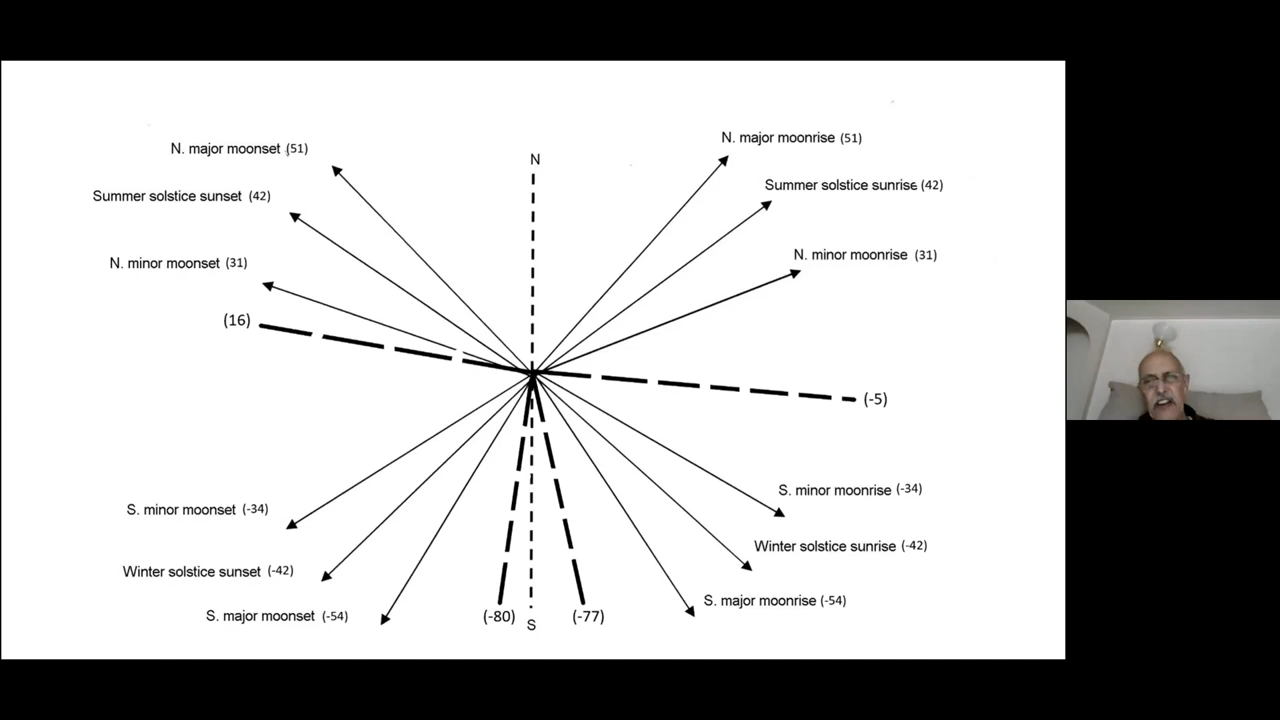 N. major moonset (51)
N. major moonrise (51)
N
Summer solstice sunset (42)
Summer solstice sunrise (42)
N. minor moonset (31)
N. minor moonrise (31)
(16)
(-5)
S. minor moonset (-34)
S. minor moonrise (-34)
Winter solstice sunset (-42)
Winter solstice sunrise (-42)
S. major moonset (-54)
S. major moonrise (-54)
(-80)
S
(-77)